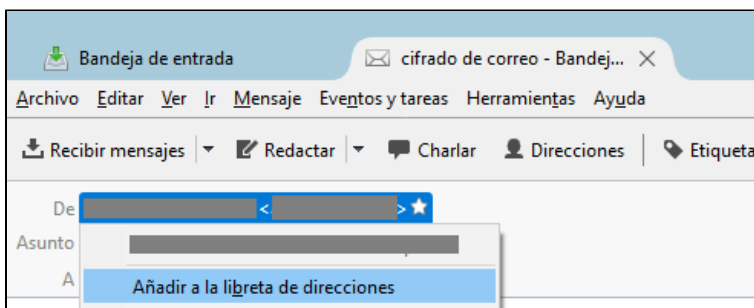 Bandeja de entrada cifrado de correo - Bandej...
Archivo Editar Ver Ir Mensaje Eventos y tareas Herramientas Ayuda
Recibir mensajes Redactar Charlar Direcciones Etiqueta
De < >
Asunto
A Añadir a la libreta de direcciones